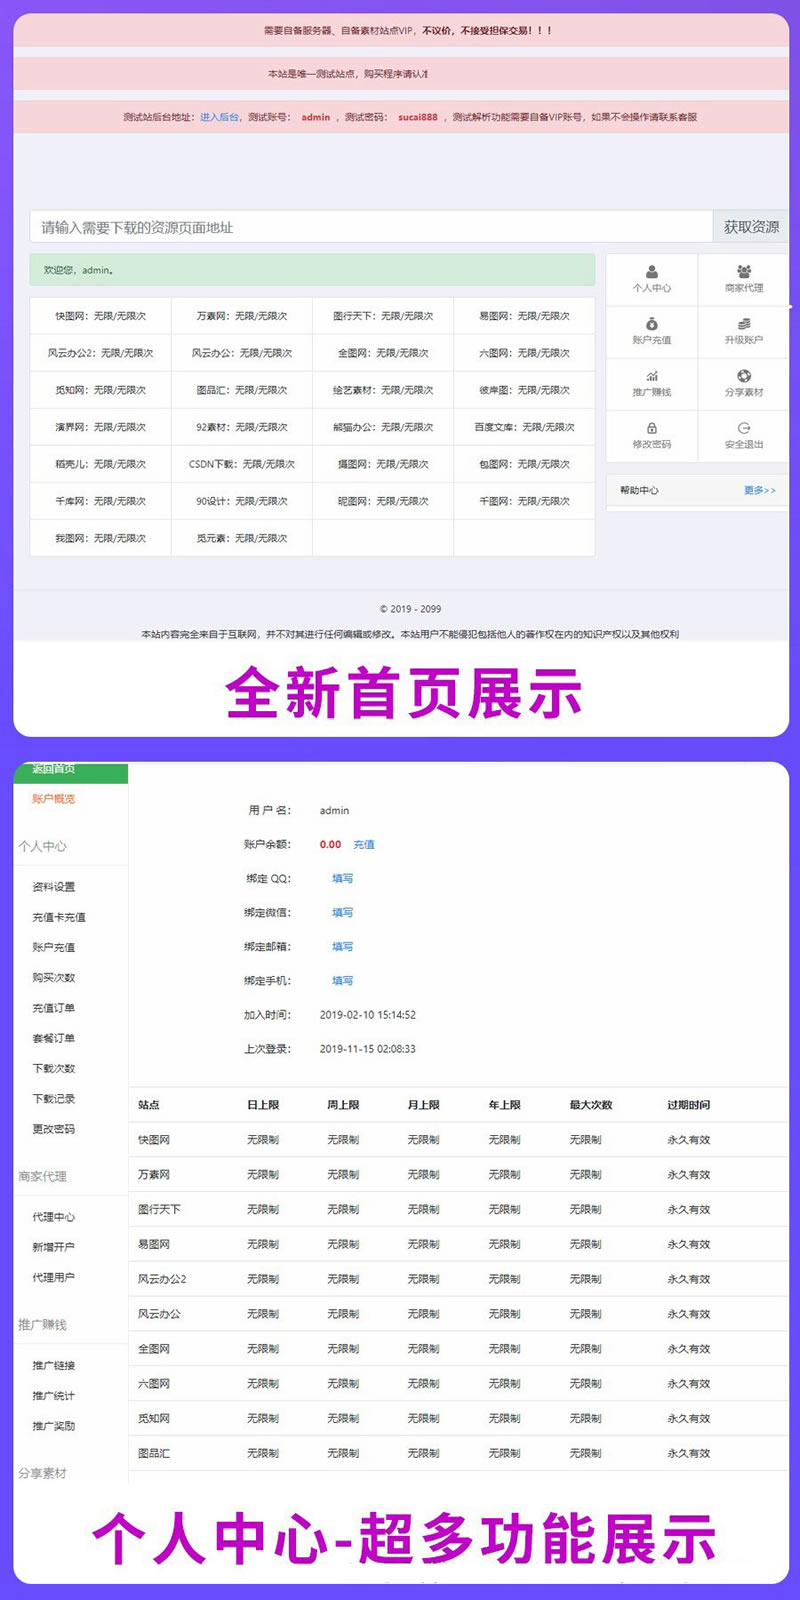 需要自备服务器、自备素材站点VIP，不议价，不接受担保交易！！！
本站是唯一测试站点，购买程序请认准
测试站后台地址：进入后台，测试账号： admin ，测试密码： sucai888 ，测试解析功能需要自备VIP账号，如果不会操作请联系客服
请输入需要下载的资源页面地址 获取资源
欢迎您，admin。
个人中心 商家代理
快图网：无限/无限次 万素网：无限/无限次 图行天下：无限/无限次 易图网：无限/无限次
账户充值 升级账户
风云办公2：无限/无限次 风云办公：无限/无限次 全图网：无限/无限次 六图网：无限/无限次
觅知网：无限/无限次 图品汇：无限/无限次 绘艺素材：无限/无限次 彼岸图：无限/无限次
推广赚钱 分享素材
演界网：无限/无限次 92素材：无限/无限次 熊猫办公：无限/无限次 百度文库：无限/无限次
修改密码 安全退出
稻壳儿：无限/无限次 CSDN下载：无限/无限次 摄图网：无限/无限次 包图网：无限/无限次
帮助中心 更多>>
千库网：无限/无限次 90设计：无限/无限次 昵图网：无限/无限次 千图网：无限/无限次
我图网：无限/无限次 觅元素：无限/无限次
© 2019 - 2099
本站内容完全来自于互联网，并不对其进行任何编辑或修改。本站用户不能侵犯包括他人的著作权在内的知识产权以及其他权利
全新首页展示
返回首页
账户概览
个人中心
资料设置
充值卡充值
账户充值
购买次数
充值订单
套餐订单
下载次数
下载记录
更改密码
商家代理
代理中心
新增开户
代理用户
推广赚钱
推广链接
推广统计
推广奖励
分享素材
用 户 名： admin
账户余额： 0.00 充值
绑定 QQ： 填写
绑定微信： 填写
绑定邮箱： 填写
绑定手机： 填写
加入时间： 2019-02-10 15:14:52
上次登录： 2019-11-15 02:08:33
站点 日上限 周上限 月上限 年上限 最大次数 过期时间
快图网 无限制 无限制 无限制 无限制 无限制 永久有效
万素网 无限制 无限制 无限制 无限制 无限制 永久有效
图行天下 无限制 无限制 无限制 无限制 无限制 永久有效
易图网 无限制 无限制 无限制 无限制 无限制 永久有效
风云办公2 无限制 无限制 无限制 无限制 无限制 永久有效
风云办公 无限制 无限制 无限制 无限制 无限制 永久有效
全图网 无限制 无限制 无限制 无限制 无限制 永久有效
六图网 无限制 无限制 无限制 无限制 无限制 永久有效
觅知网 无限制 无限制 无限制 无限制 无限制 永久有效
图品汇 无限制 无限制 无限制 无限制 无限制 永久有效
个人中心-超多功能展示